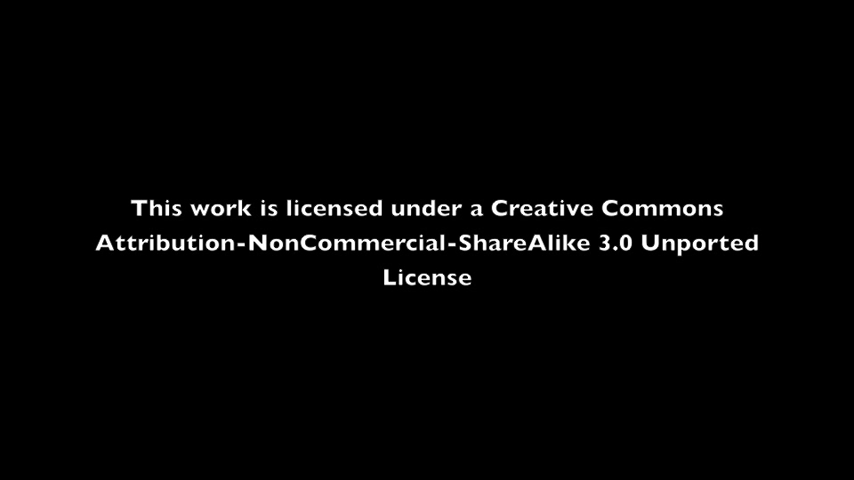 This work is licensed under a Creative Commons
Attribution-NonCommercial-ShareAlike 3.0 Unported
License